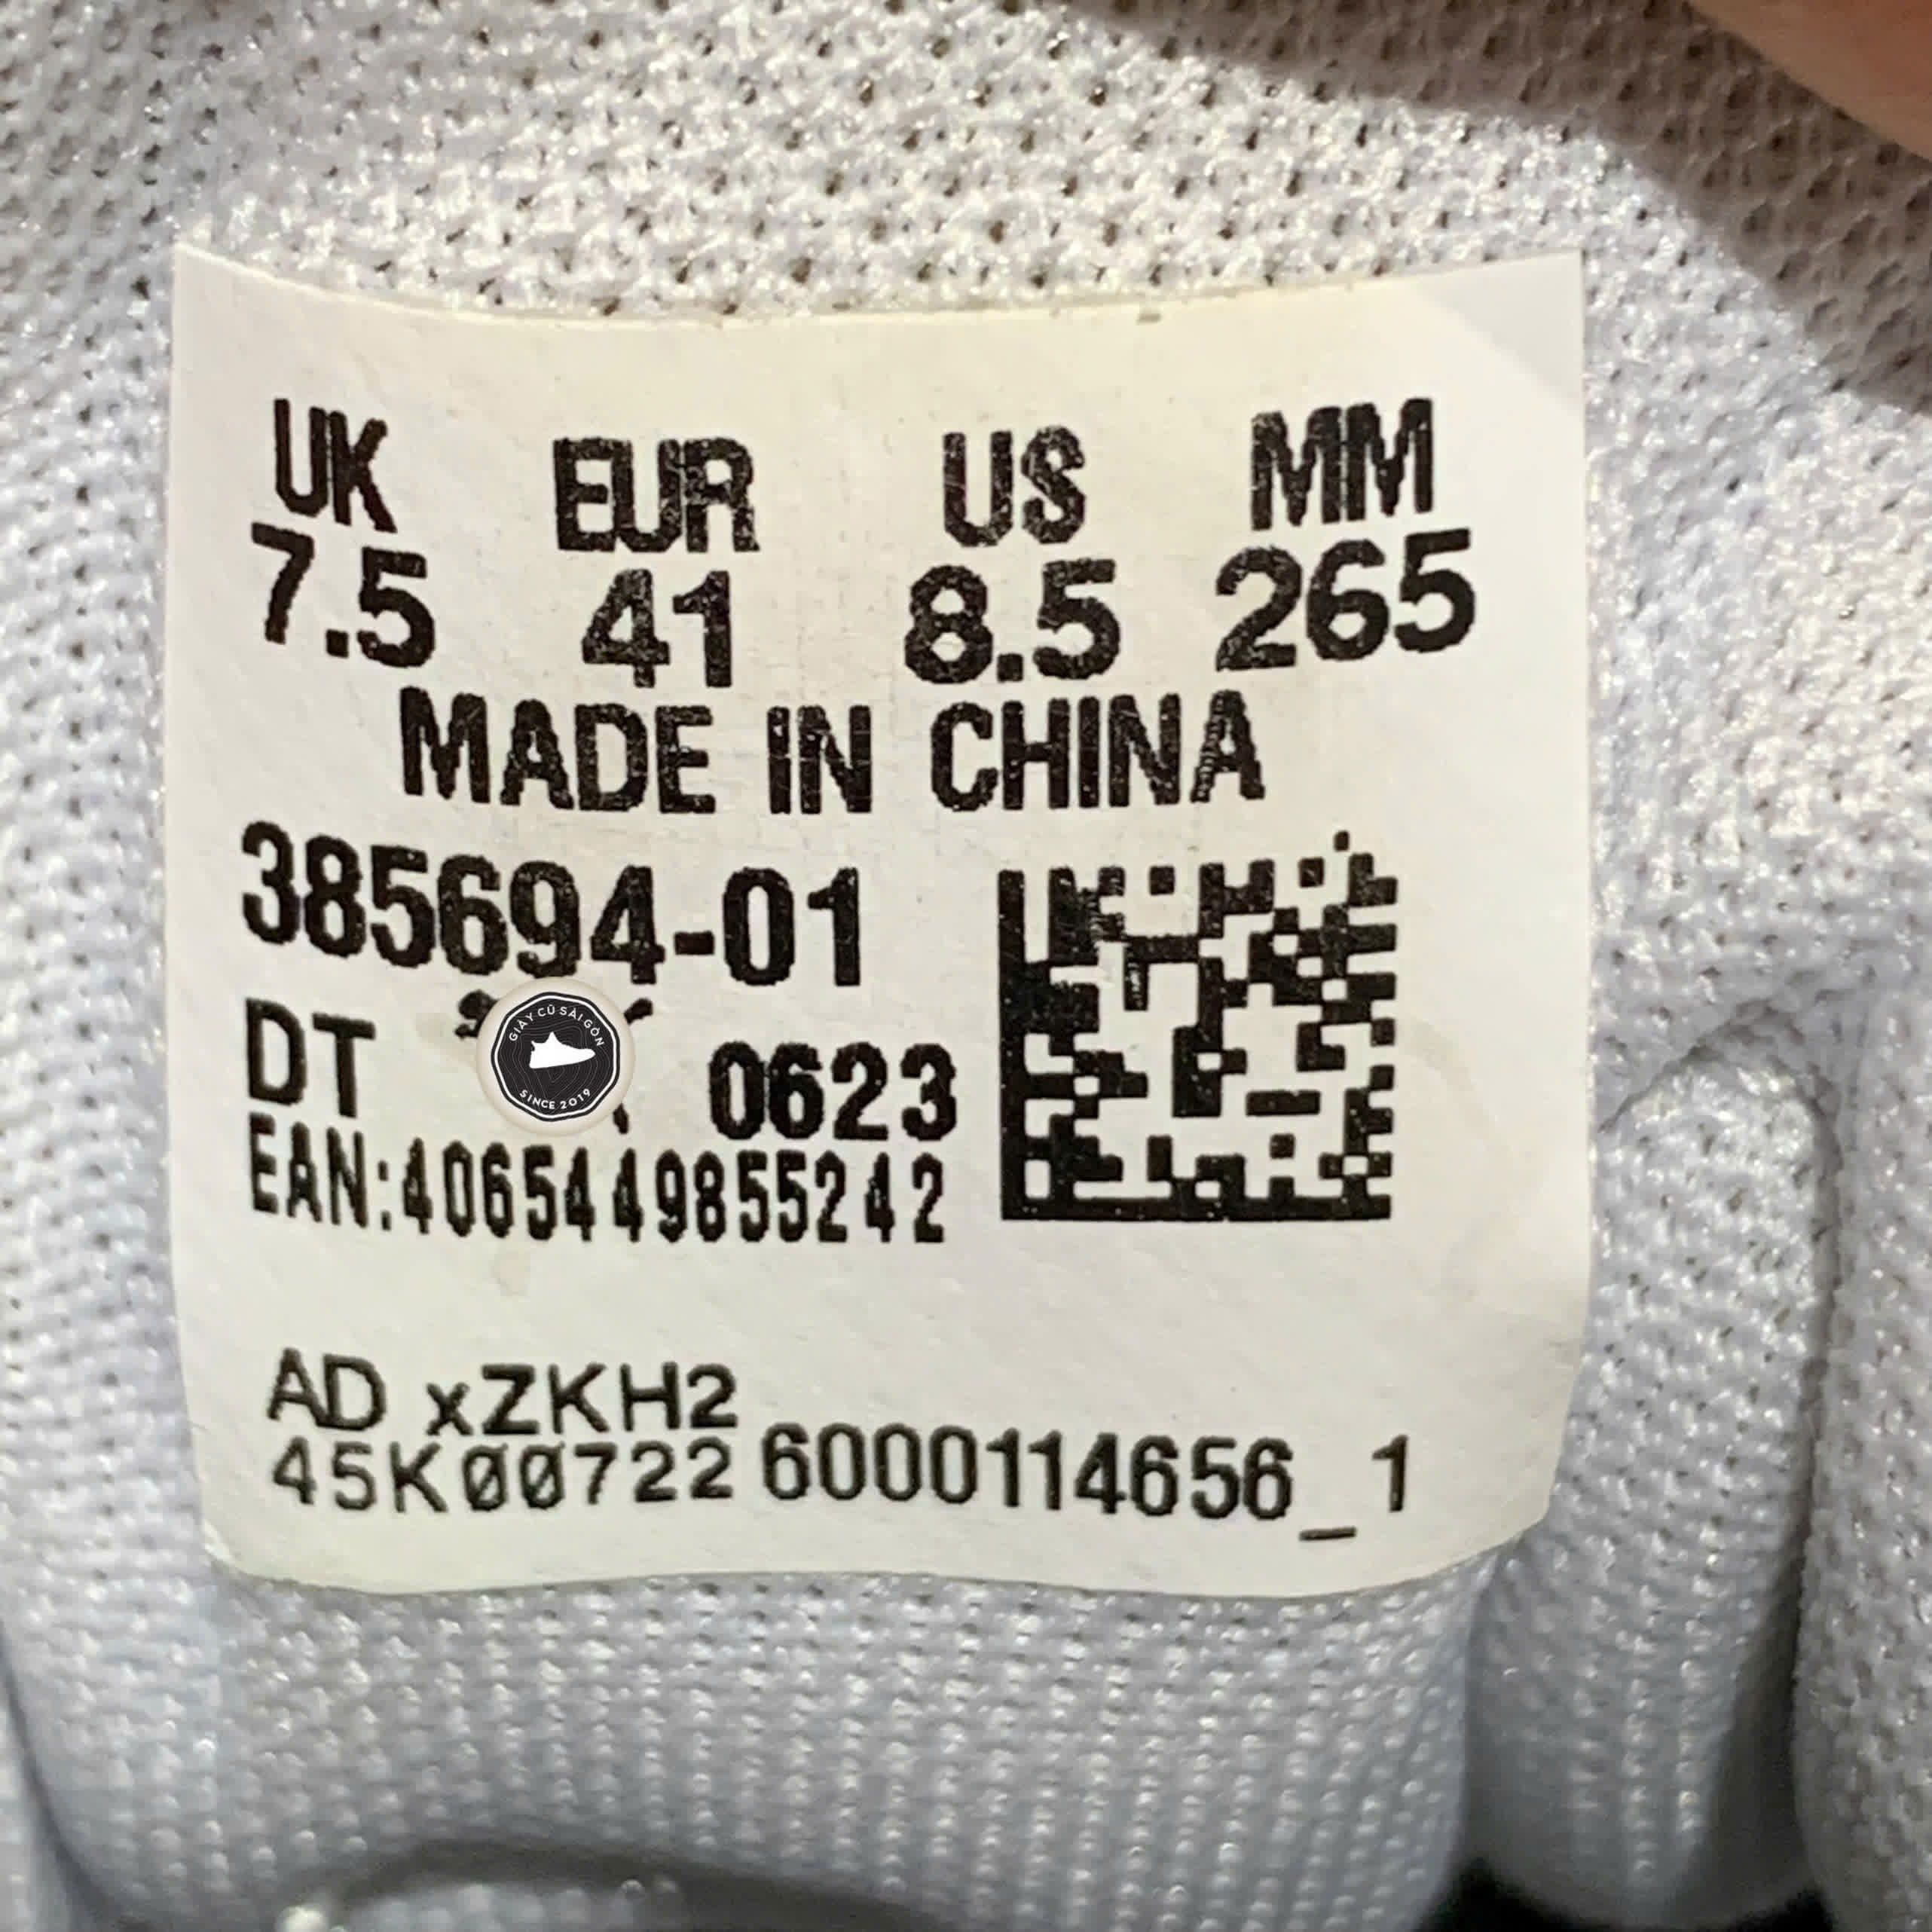 UK EUR US MM
7.5 41 8.5 265
MADE IN CHINA
385694-01
DT 0623
GIÀY CŨ SÀI GÒN
SINCE 2019
EAN:4065449855242
AD xZKH2
45K00722 6000114656_1